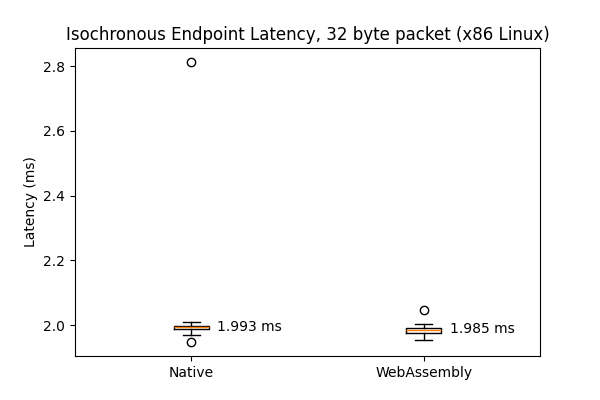 Isochronous Endpoint Latency, 32 byte packet (x86 Linux)
Latency (ms)
2.8
2.6
2.4
2.2
2.0
1.993 ms
1.985 ms
Native
WebAssembly